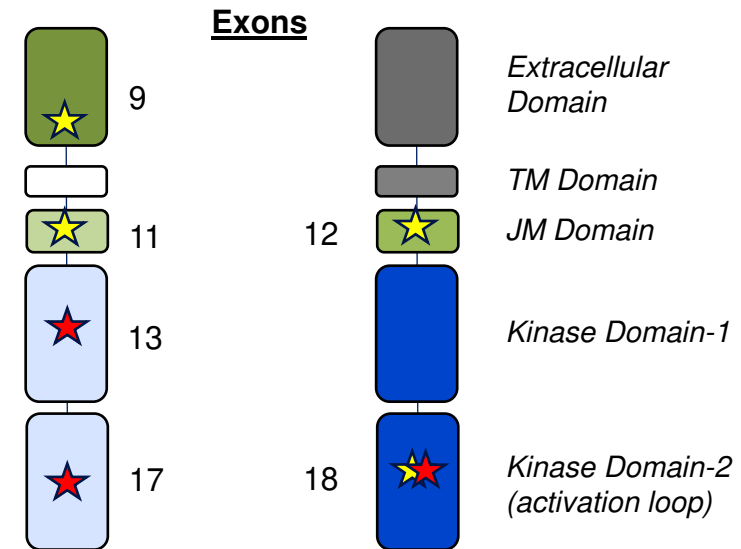 Exons
9
Extracellular
Domain
TM Domain
11
12
JM Domain
13
Kinase Domain-1
17
18
Kinase Domain-2
(activation loop)